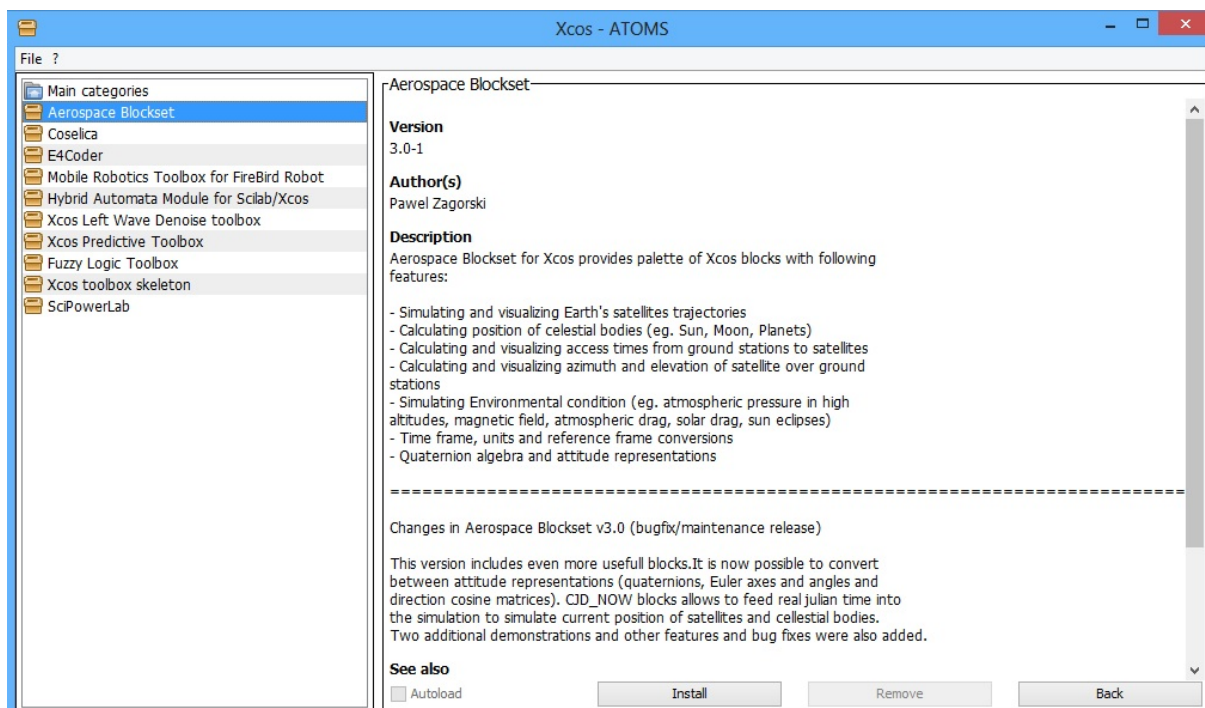 Xcos - ATOMS
File ?
Main categories
Aerospace Blockset
Coselica
E4Coder
Mobile Robotics Toolbox for FireBird Robot
Hybrid Automata Module for Scilab/Xcos
Xcos Left Wave Denoise toolbox
Xcos Predictive Toolbox
Fuzzy Logic Toolbox
Xcos toolbox skeleton
SciPowerLab
Aerospace Blockset
Version
3.0-1
Author(s)
Pawel Zagorski
Description
Aerospace Blockset for Xcos provides palette of Xcos blocks with following
features:
- Simulating and visualizing Earth's satellites trajectories
- Calculating position of celestial bodies (eg. Sun, Moon, Planets)
- Calculating and visualizing access times from ground stations to satellites
- Calculating and visualizing azimuth and elevation of satellite over ground
stations
- Simulating Environmental condition (eg. atmospheric pressure in high
altitudes, magnetic field, atmospheric drag, solar drag, sun eclipses)
- Time frame, units and reference frame conversions
- Quaternion algebra and attitude representations
==========================================================================
Changes in Aerospace Blockset v3.0 (bugfix/maintenance release)
This version includes even more usefull blocks.It is now possible to convert
between attitude representations (quaternions, Euler axes and angles and
direction cosine matrices). CJD_NOW blocks allows to feed real julian time into
the simulation to simulate current position of satellites and cellestial bodies.
Two additional demonstrations and other features and bug fixes were also added.
See also
Autoload
Install
Remove
Back